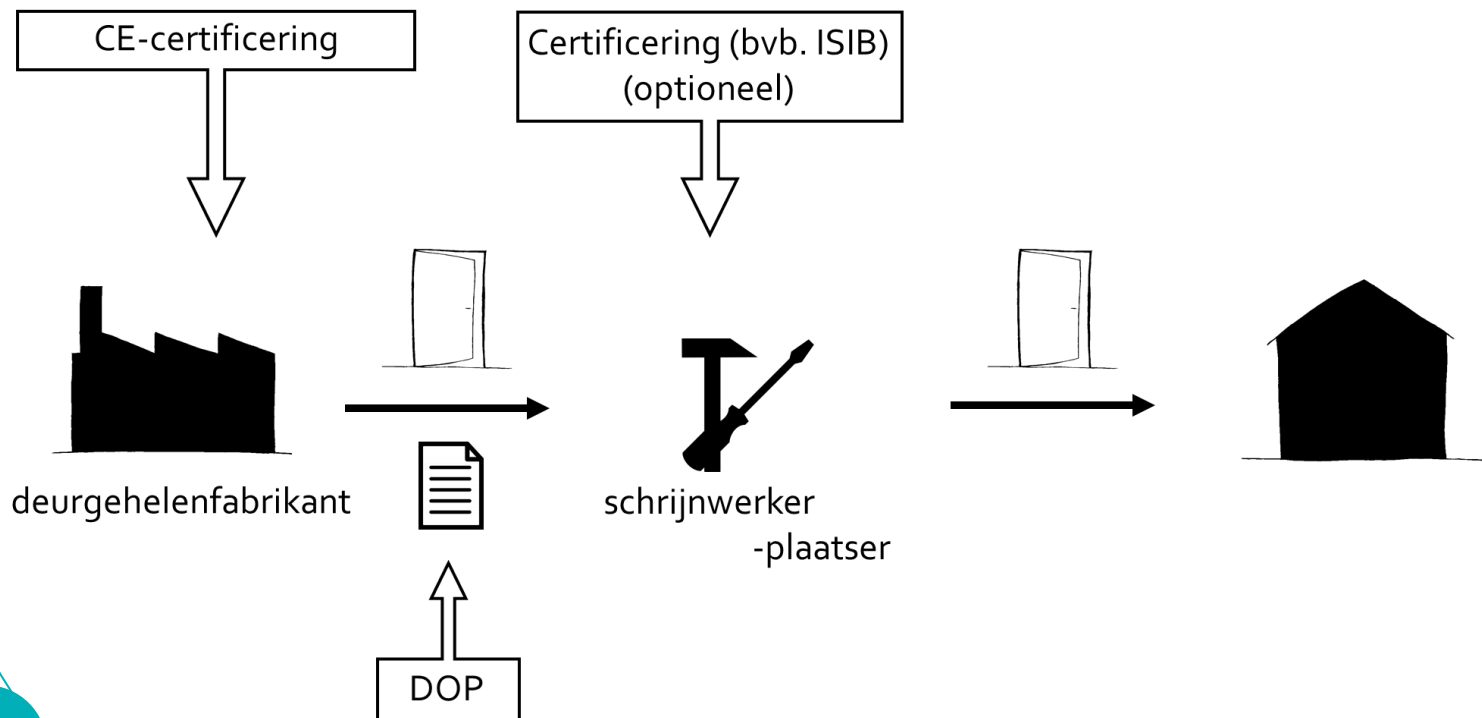 CE-certificering
Certificering (bvb. ISIB)
(optioneel)
deurgehelenfabrikant
schrijnwerker
-plaatser
DOP